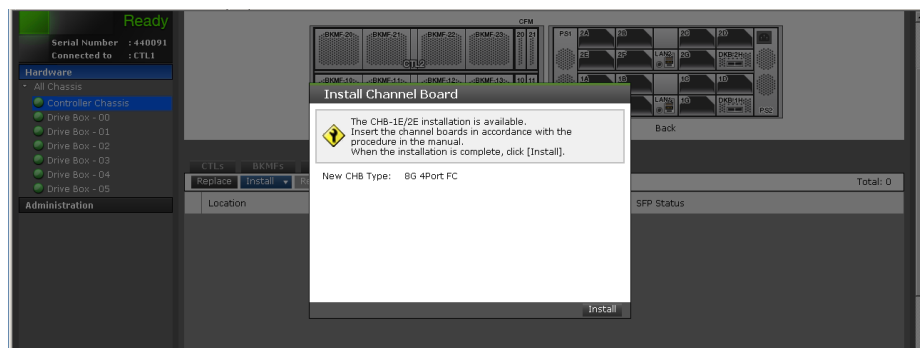 Ready
Serial Number : 440091
Connected to : CTL1
Hardware
All Chassis
Controller Chassis
Drive Box - 00
Drive Box - 01
Drive Box - 02
Drive Box - 03
Drive Box - 04
Drive Box - 05
Administration
CFM
BKMF-20 BKMF-21 BKMF-22 BKMF-23 20 21
CTL2
BKMF-10 BKMF-11 BKMF-12 BKMF-13 10 11
PS1 2A 2B 2C 2D
2E 2F LAN2 2G DKB-2H
1A 1B 1C 1D
LAN1 1G DKB-1H PS2
Back
CTLs BKMFs
Replace Install
Total: 0
Location
SFP Status
Install Channel Board
The CHB-1E/2E installation is available.
Insert the channel boards in accordance with the
procedure in the manual.
When the installation is complete, click [Install].
New CHB Type: 8G 4Port FC
Install